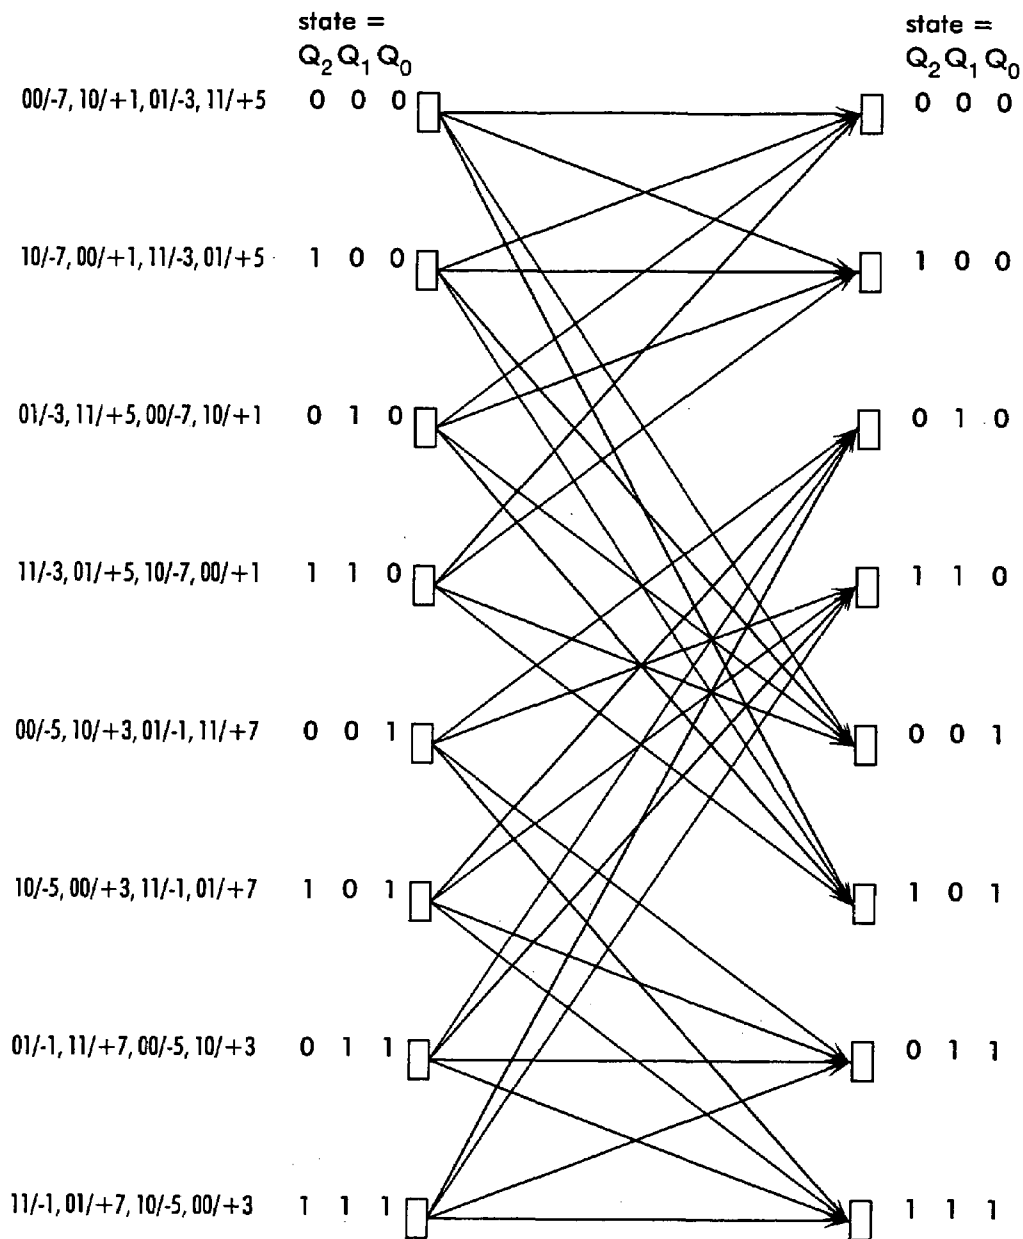 state = state =
Q2 Q1 Q0 Q2 Q1 Q0
00/-7, 10/+1, 01/-3, 11/+5 0 0 0 0 0 0
10/-7, 00/+1, 11/-3, 01/+5 1 0 0 1 0 0
01/-3, 11/+5, 00/-7, 10/+1 0 1 0 0 1 0
11/-3, 01/+5, 10/-7, 00/+1 1 1 0 1 1 0
00/-5, 10/+3, 01/-1, 11/+7 0 0 1 0 0 1
10/-5, 00/+3, 11/-1, 01/+7 1 0 1 1 0 1
01/-1, 11/+7, 00/-5, 10/+3 0 1 1 0 1 1
11/-1, 01/+7, 10/-5, 00/+3 1 1 1 1 1 1